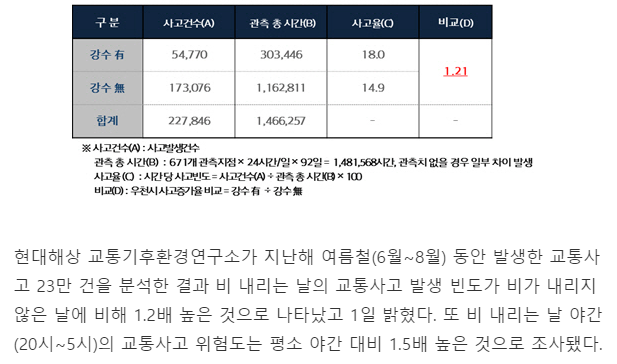 구 분 사고건수(A) 관측 총 시간(B) 사고율(C) 비교(D)
강수 有 54,770 303,446 18.0 1.21
강수 無 173,076 1,162,811 14.9
합계 227,846 1,466,257 - -
※ 사고건수(A) : 사고발생건수
관측 총 시간(B) : 671개 관측지점 × 24시간/일 × 92일 = 1,481,568시간, 관측치 없을 경우 일부 차이 발생
사고율(C) : 시간 당 사고빈도 = 사고건수(A) ÷ 관측 총 시간(B) × 100
비교(D) : 우천시 사고증가율 비교 = 강수 有 ÷ 강수 無
현대해상 교통기후환경연구소가 지난해 여름철(6월~8월) 동안 발생한 교통사
고 23만 건을 분석한 결과 비 내리는 날의 교통사고 발생 빈도가 비가 내리지
않은 날에 비해 1.2배 높은 것으로 나타났고 1일 밝혔다. 또 비 내리는 날 야간
(20시~5시)의 교통사고 위험도는 평소 야간 대비 1.5배 높은 것으로 조사됐다.